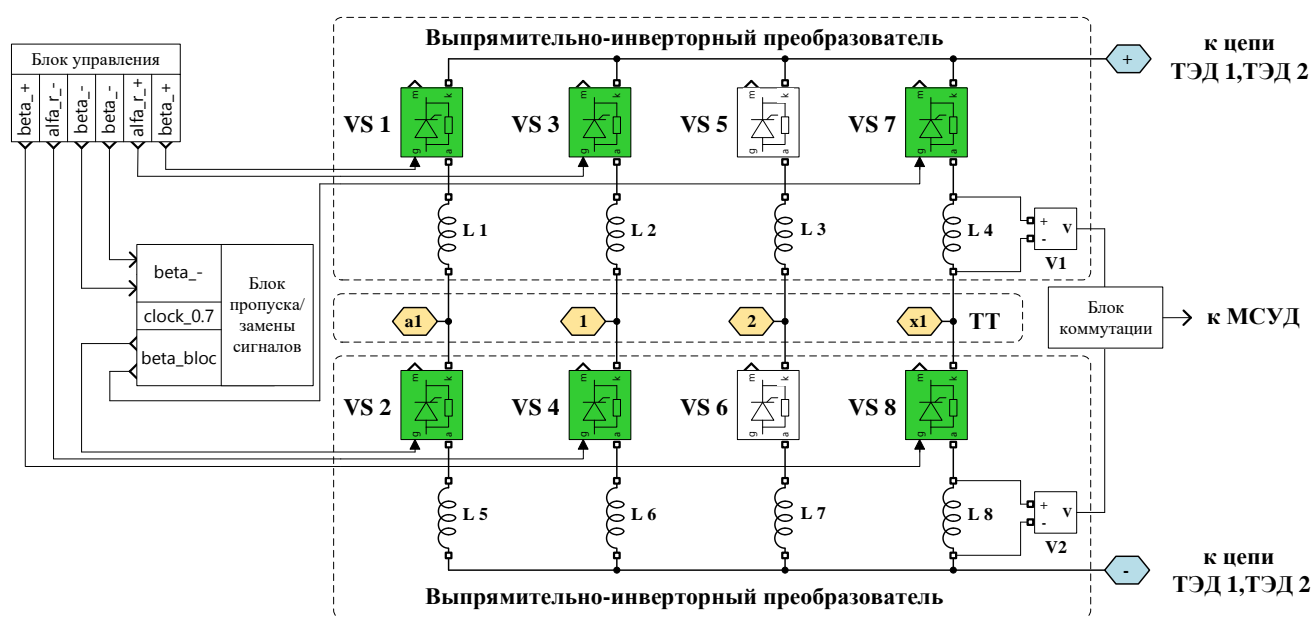 Выпрямительно-инверторный преобразователь
к цепи
ТЭД 1,ТЭД 2
+
Блок управления
beta_+
alfa_r_-
beta_-
beta_-
alfa_r_+
beta_+
VS 1
m
k
g
a
VS 3
m
k
g
a
VS 5
m
k
g
a
VS 7
m
k
g
a
L 1
L 2
L 3
L 4
+
-
v
V1
beta_-
clock_0.7
beta_bloc
Блок
пропуска/
замены
сигналов
a1
1
2
x1
ТТ
Блок
коммутации
к МСУД
VS 2
m
k
g
a
VS 4
m
k
g
a
VS 6
m
k
g
a
VS 8
m
k
g
a
L 5
L 6
L 7
L 8
+
-
v
V2
-
к цепи
ТЭД 1,ТЭД 2
Выпрямительно-инверторный преобразователь